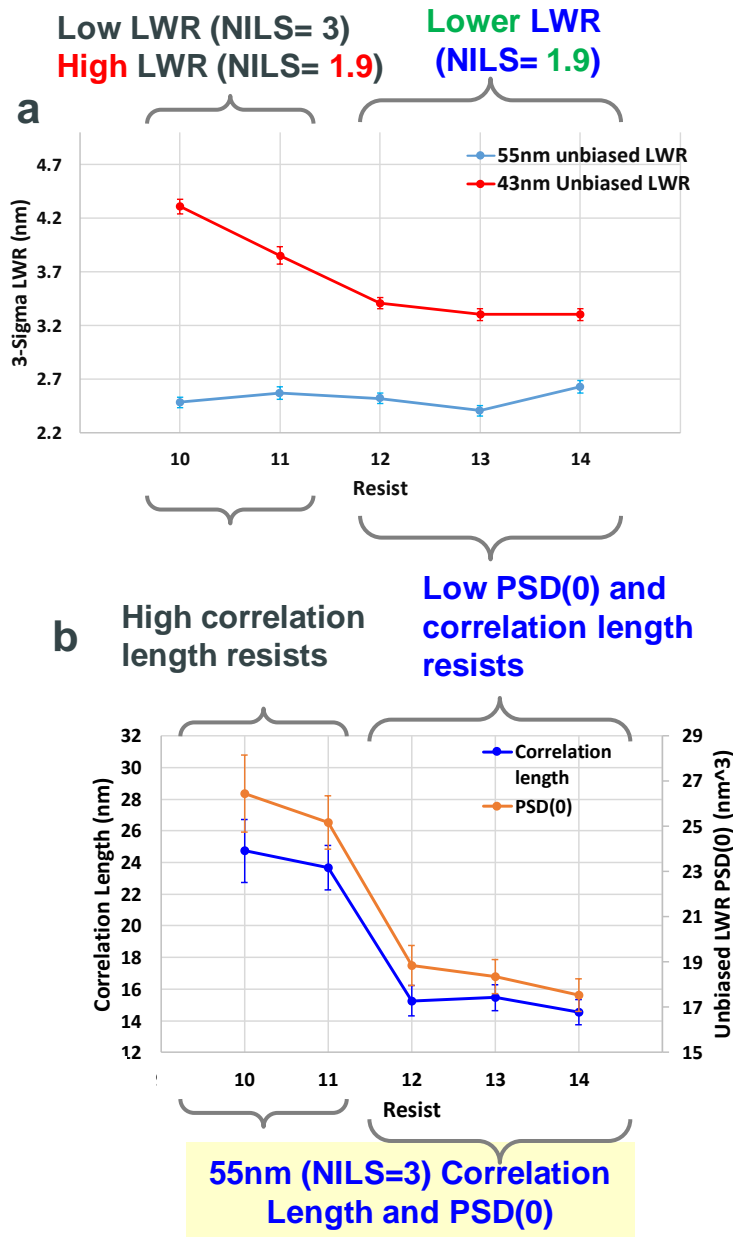 Low LWR (NILS= 3)
High LWR (NILS= 1.9)
Lower LWR
(NILS= 1.9)
a
55nm unbiased LWR
43nm Unbiased LWR
3-Sigma LWR (nm)
4.7
4.2
3.7
3.2
2.7
2.2
10 11 12 13 14
Resist
High correlation
length resists
Low PSD(0) and
correlation length
resists
b
Correlation
length
PSD(0)
Correlation Length (nm)
32
30
28
26
24
22
20
18
16
14
12
Unbiased LWR PSD(0) (nm^3)
29
27
25
23
21
19
17
15
10 11 12 13 14
Resist
55nm (NILS=3) Correlation
Length and PSD(0)